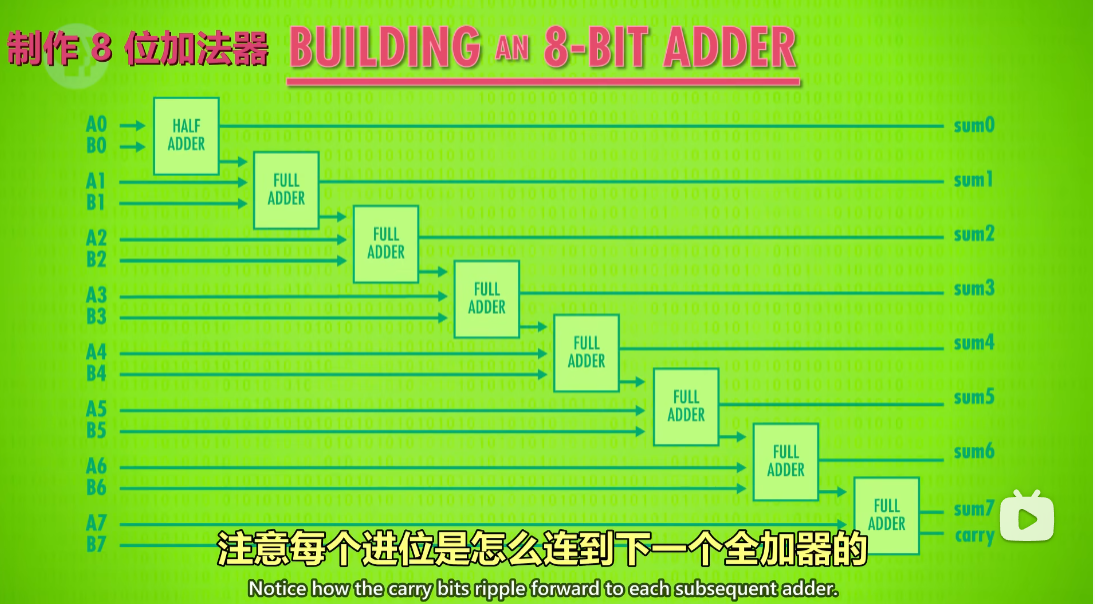 制作 8 位加法器 BUILDING AN 8-BIT ADDER
A0
B0
HALF
ADDER
sum0
A1
B1
FULL
ADDER
sum1
A2
B2
FULL
ADDER
sum2
A3
B3
FULL
ADDER
sum3
A4
B4
FULL
ADDER
sum4
A5
B5
FULL
ADDER
sum5
A6
B6
FULL
ADDER
sum6
A7
B7
FULL
ADDER
sum7
carry
注意每个进位是怎么连到下一个全加器的
Notice how the carry bits ripple forward to each subsequent adder.